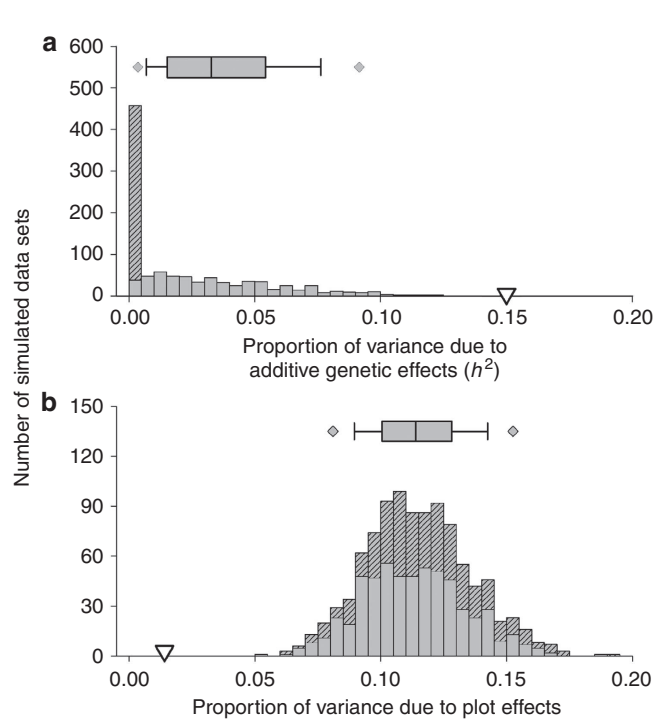 a
600
500
400
300
200
100
0
0.00 0.05 0.10 0.15 0.20
Proportion of variance due to
additive genetic effects (h²)
Number of simulated data sets
b
150
120
90
60
30
0
0.00 0.05 0.10 0.15 0.20
Proportion of variance due to plot effects